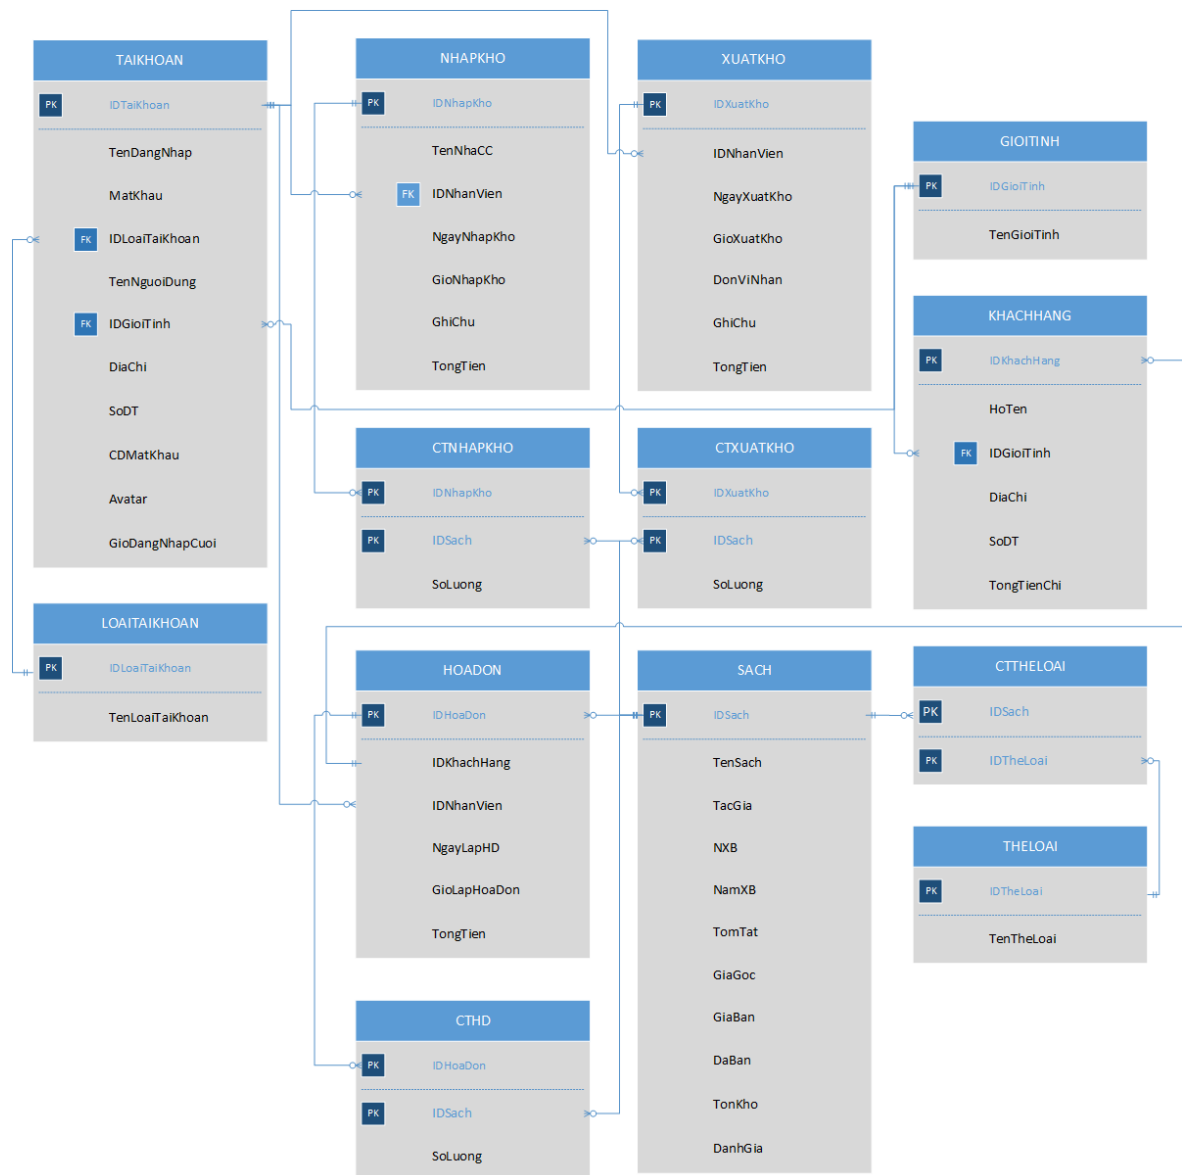 TAIKHOAN
PK IDTaiKhoan
TenDangNhap
MatKhau
FK IDLoaiTaiKhoan
TenNguoiDung
FK IDGioiTinh
DiaChi
SoDT
CDMatKhau
Avatar
GioDangNhapCuoi
LOAITAIKHOAN
PK IDLoaiTaiKhoan
TenLoaiTaiKhoan
NHAPKHO
PK IDNhapKho
TenNhaCC
FK IDNhanVien
NgayNhapKho
GioNhapKho
GhiChu
TongTien
CTNHAPKHO
PK IDNhapKho
PK IDSach
SoLuong
HOADON
PK IDHoaDon
IDKhachHang
IDNhanVien
NgayLapHD
GioLapHoaDon
TongTien
CTHD
PK IDHoaDon
PK IDSach
SoLuong
XUATKHO
PK IDXuatKho
IDNhanVien
NgayXuatKho
GioXuatKho
DonViNhan
GhiChu
TongTien
CTXUATKHO
PK IDXuatKho
PK IDSach
SoLuong
SACH
PK IDSach
TenSach
TacGia
NXB
NamXB
TomTat
GiaGoc
GiaBan
DaBan
TonKho
DanhGia
GIOITINH
PK IDGioiTinh
TenGioiTinh
KHACHHANG
PK IDKhachHang
HoTen
FK IDGioiTinh
DiaChi
SoDT
TongTienChi
CTTHELOAI
PK IDSach
PK IDTheLoai
THELOAI
PK IDTheLoai
TenTheLoai